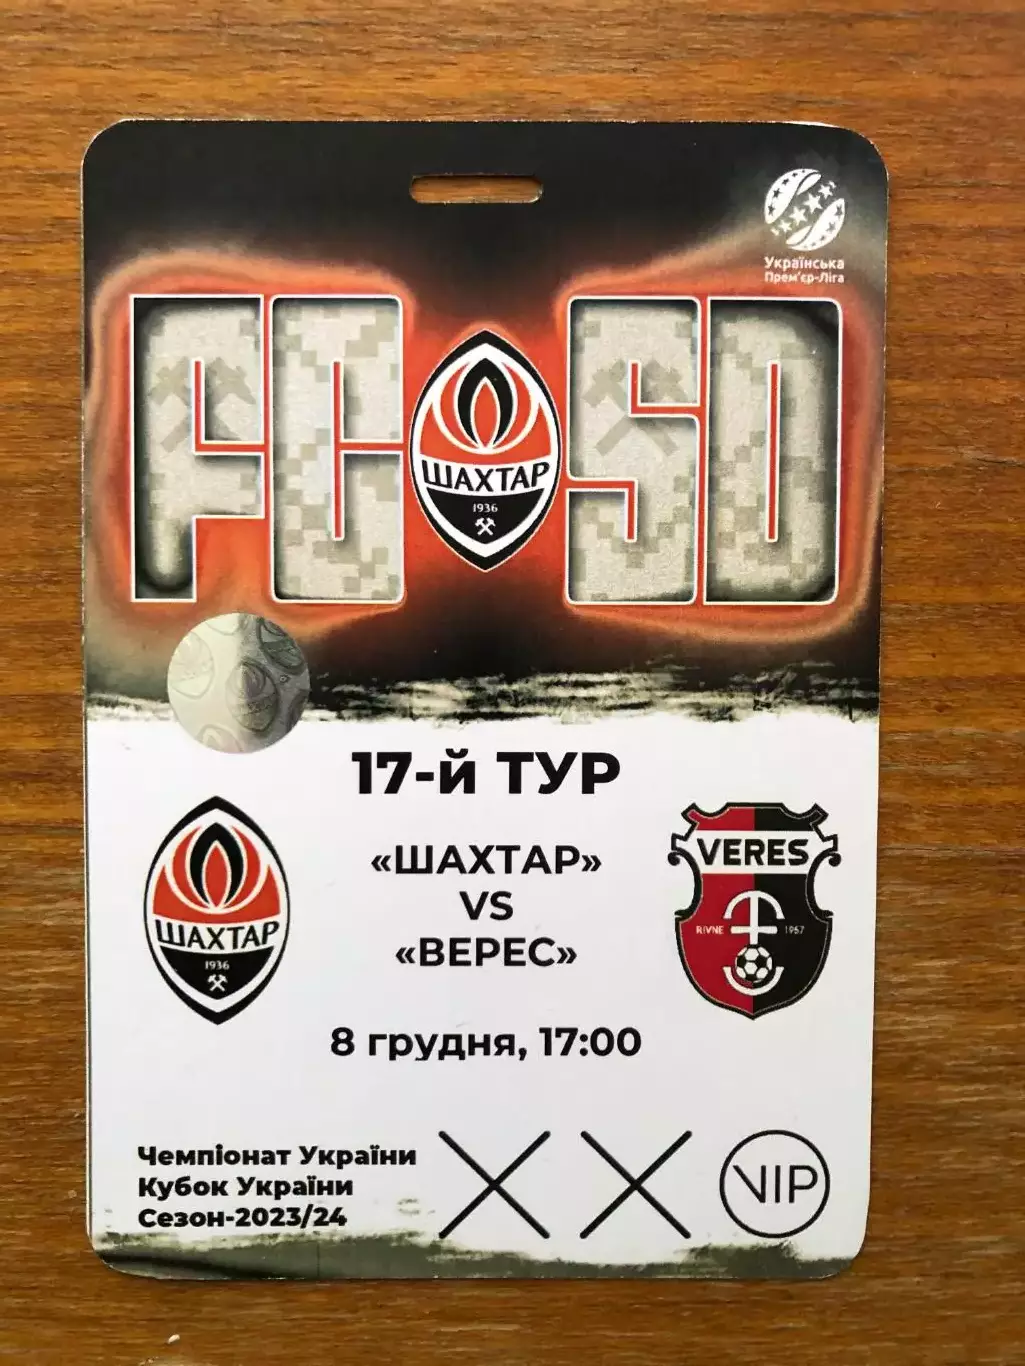 Українська
Прем'єр-Ліга
FC SD
ШАХТАР
1936
17-й ТУР
«ШАХТАР»
VS
«ВЕРЕС»
ШАХТАР
1936
VERES
RIVNE 1957
8 грудня, 17:00
Чемпіонат України
Кубок України
Сезон-2023/24
VIP